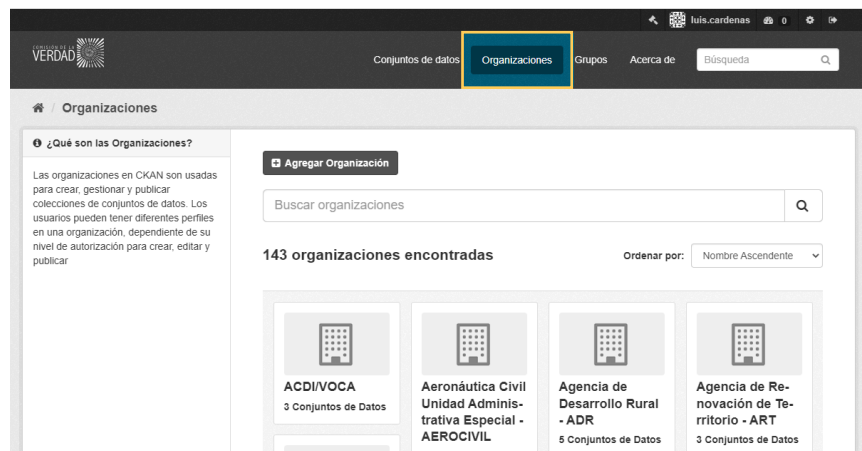 luis.cardenas 0
COMISIÓN DE LA
VERDAD
Conjuntos de datos Organizaciones Grupos Acerca de Búsqueda
/ Organizaciones
¿Qué son las Organizaciones?
Las organizaciones en CKAN son usadas
para crear, gestionar y publicar
colecciones de conjuntos de datos. Los
usuarios pueden tener diferentes perfiles
en una organización, dependiente de su
nivel de autorización para crear, editar y
publicar
Agregar Organización
Buscar organizaciones
143 organizaciones encontradas
Ordenar por: Nombre Ascendente
ACDI/VOCA
3 Conjuntos de Datos
Aeronáutica Civil
Unidad Adminis-
trativa Especial -
AEROCIVIL
Agencia de
Desarrollo Rural
- ADR
5 Conjuntos de Datos
Agencia de Re-
novación de Te-
rritorio - ART
3 Conjuntos de Datos